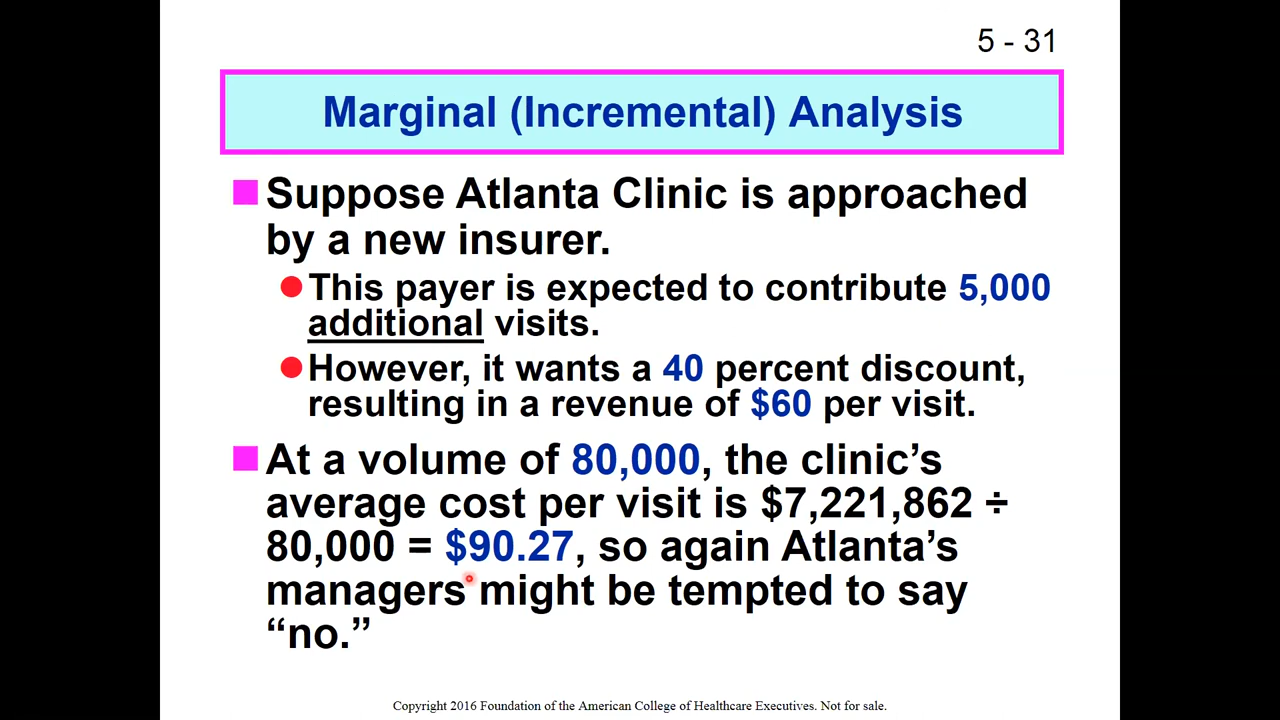 5 - 31
Marginal (Incremental) Analysis
Suppose Atlanta Clinic is approached
by a new insurer.
This payer is expected to contribute 5,000
additional visits.
However, it wants a 40 percent discount,
resulting in a revenue of $60 per visit.
At a volume of 80,000, the clinic’s
average cost per visit is $7,221,862 ÷
80,000 = $90.27, so again Atlanta’s
managers might be tempted to say
“no.”
Copyright 2016 Foundation of the American College of Healthcare Executives. Not for sale.